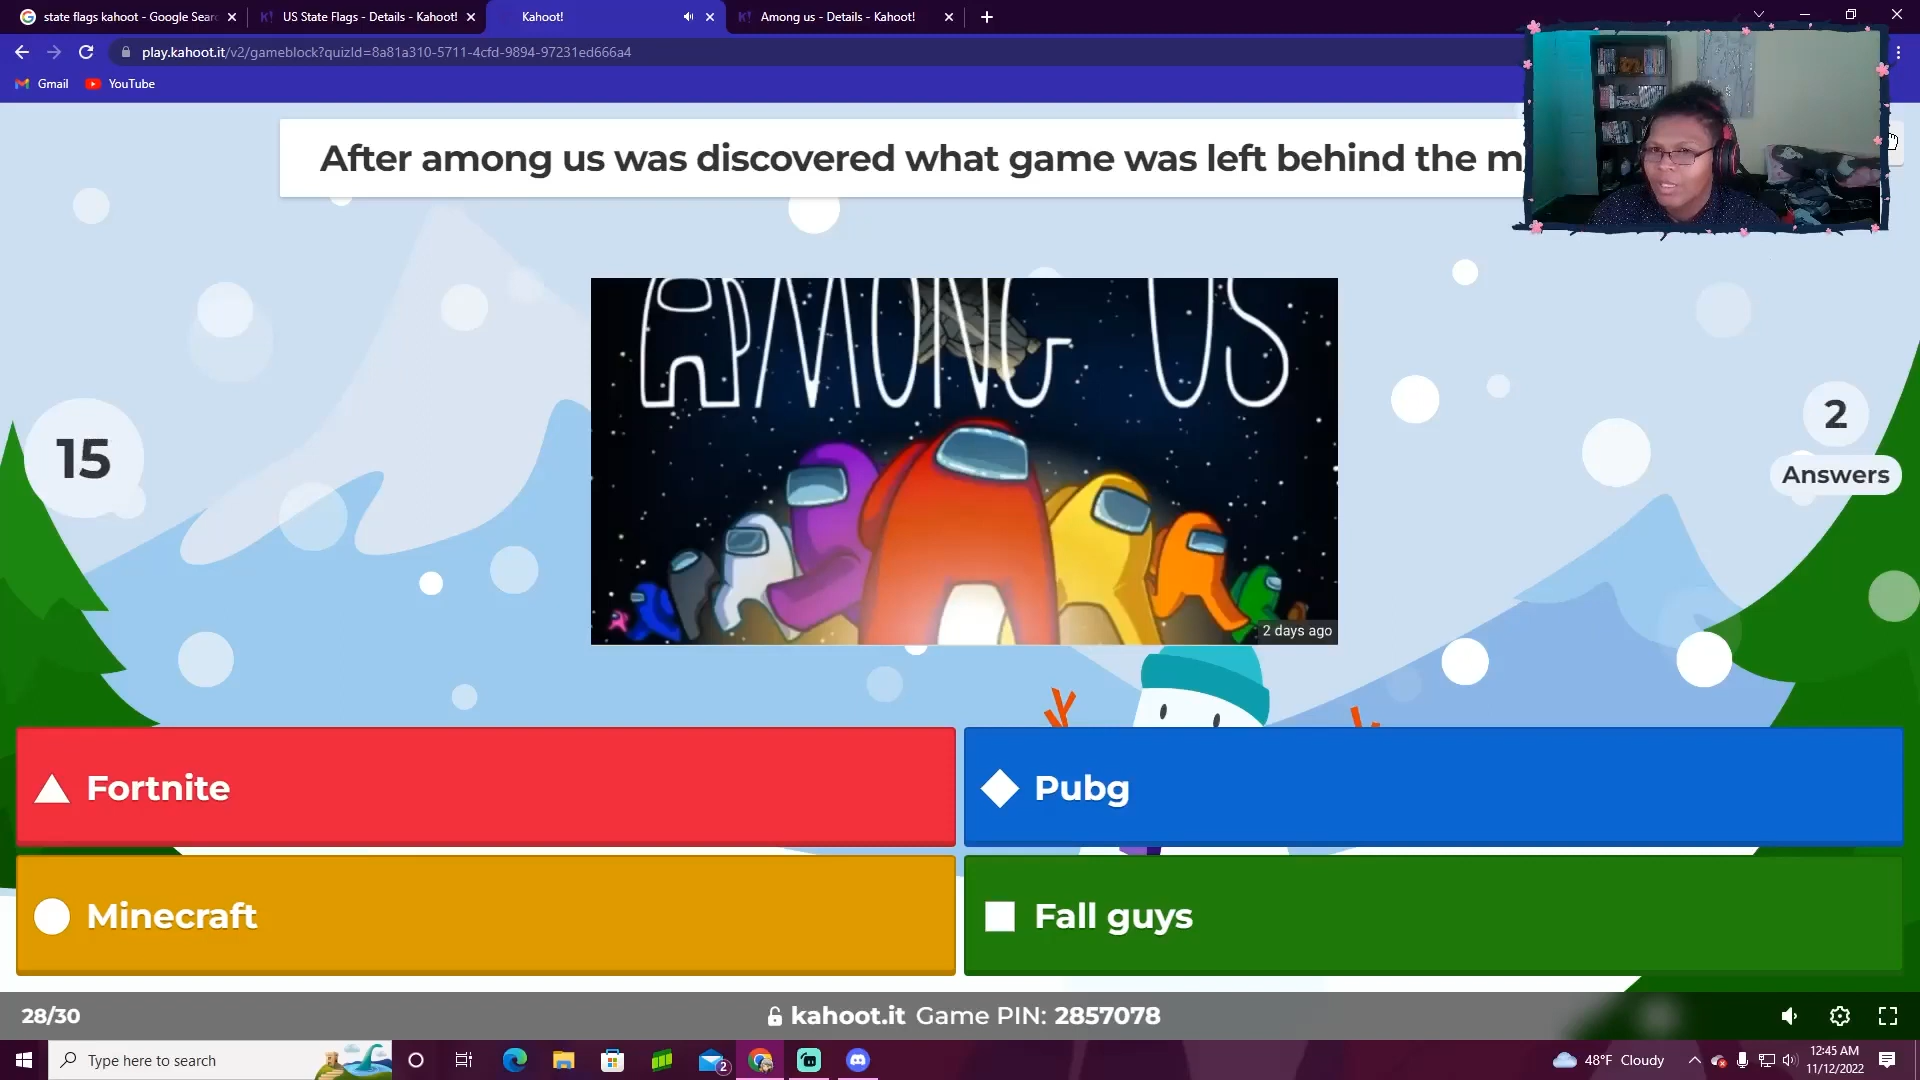 state flags kahoot - Google Sear
US State Flags - Details - Kahoot!
Kahoot!
Among us - Details - Kahoot!
play.kahoot.it/v2/gameblock?quizId=8a81a310-5711-4cfd-9894-97231ed666a4
Gmail
YouTube
After among us was discovered what game was left behind the m
AMONG US
15
2
Answers
2 days ago
Fortnite
Pubg
Minecraft
Fall guys
28/30
kahoot.it Game PIN: 2857078
Type here to search
2
48°F Cloudy
12:45 AM
11/12/2022